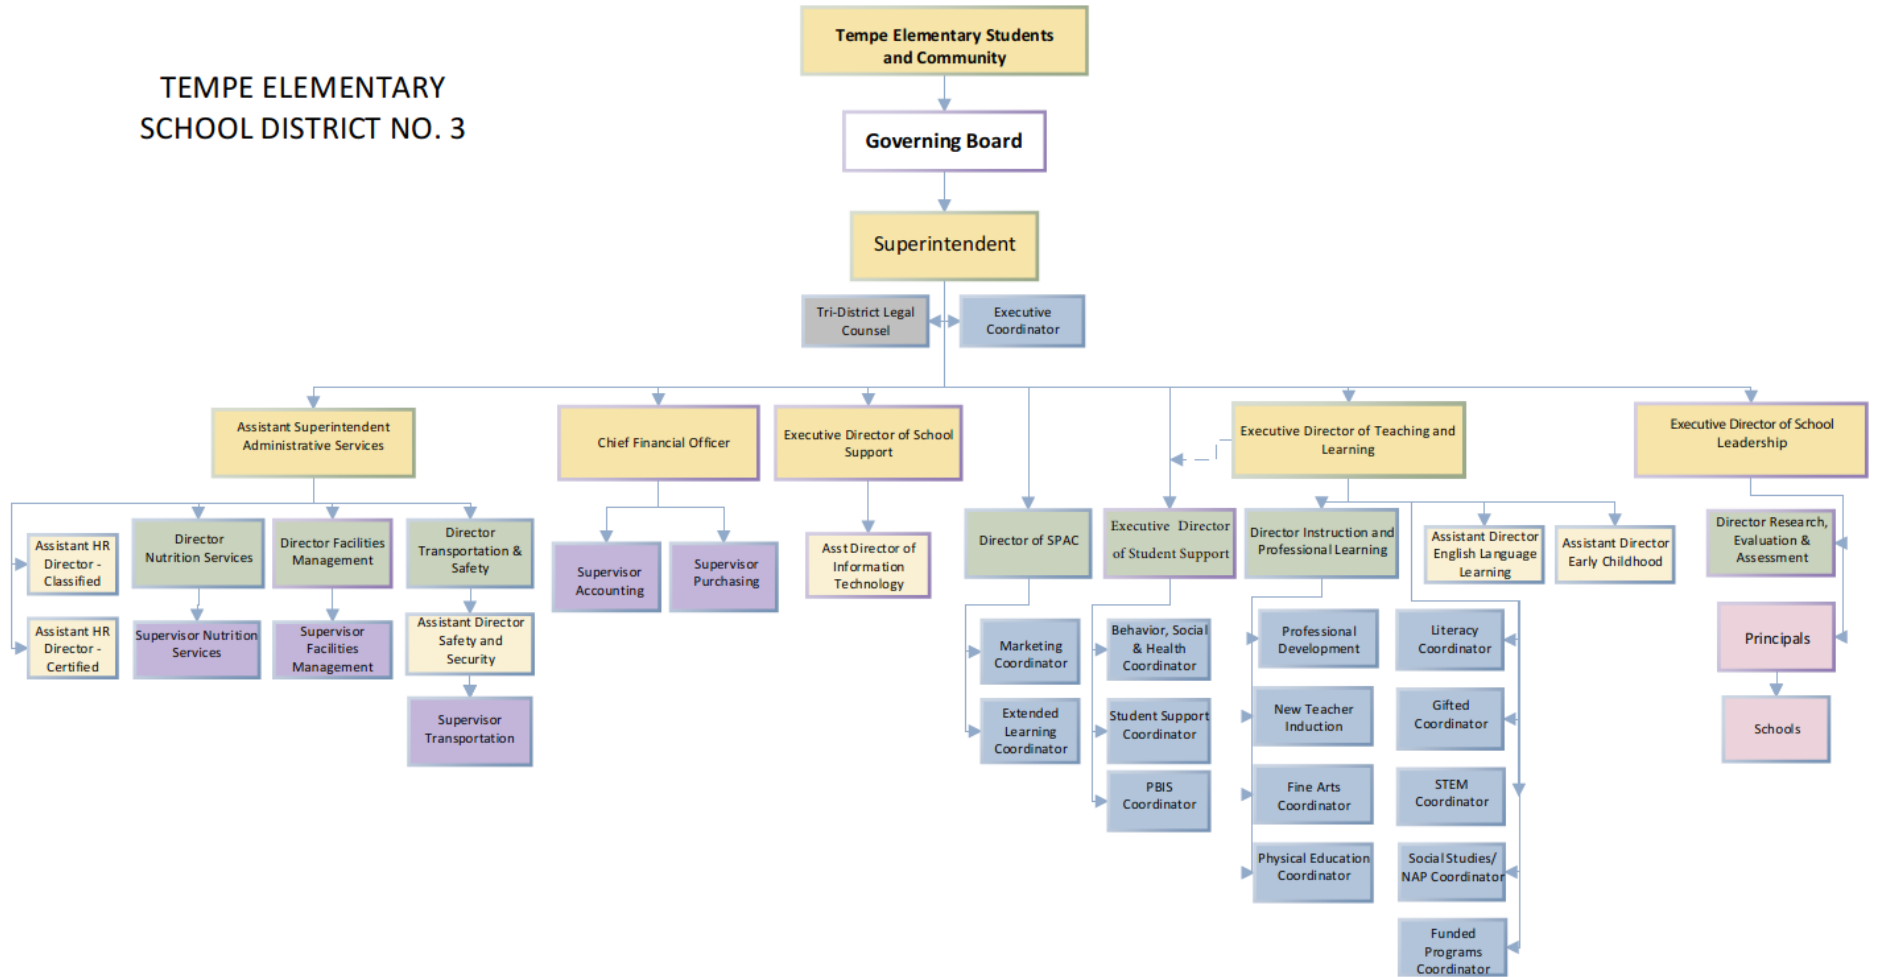 TEMPE ELEMENTARY
SCHOOL DISTRICT NO. 3
Tempe Elementary Students
and Community
Governing Board
Superintendent
Tri-District Legal
Counsel
Executive
Coordinator
Assistant Superintendent
Administrative Services
Chief Financial Officer
Executive Director of School
Support
Executive Director of Teaching and
Learning
Executive Director of School
Leadership
Assistant HR
Director -
Classified
Director
Nutrition Services
Director Facilities
Management
Director
Transportation &
Safety
Supervisor
Accounting
Supervisor
Purchasing
Asst Director of
Information
Technology
Director of SPAC
Executive Director
of Student Support
Director Instruction and
Professional Learning
Assistant Director
English Language
Learning
Assistant Director
Early Childhood
Director Research,
Evaluation &
Assessment
Assistant HR
Director -
Certified
Supervisor Nutrition
Services
Supervisor
Facilities
Management
Assistant Director
Safety and
Security
Supervisor
Transportation
Marketing
Coordinator
Extended
Learning
Coordinator
Behavior, Social
& Health
Coordinator
Student Support
Coordinator
PBIS
Coordinator
Professional
Development
New Teacher
Induction
Fine Arts
Coordinator
Physical Education
Coordinator
Literacy
Coordinator
Gifted
Coordinator
STEM
Coordinator
Social Studies/
NAP Coordinator
Funded
Programs
Coordinator
Principals
Schools